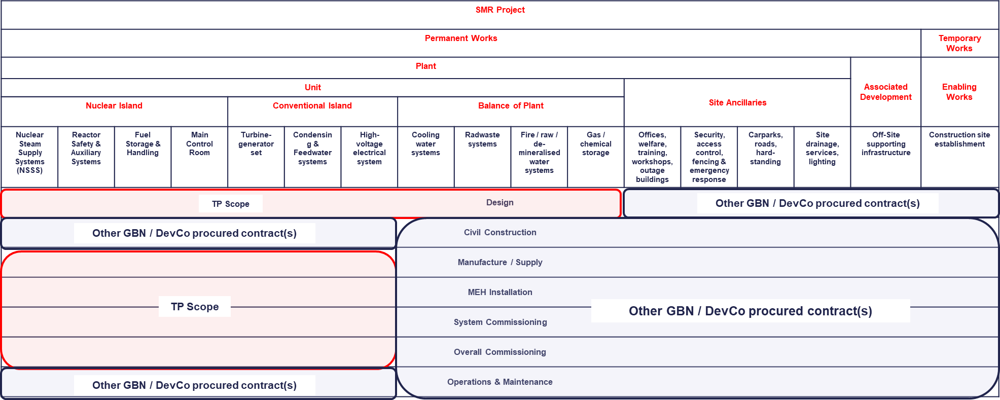 SMR Project
Permanent Works
Temporary
Works
Plant
Unit
Associated
Development
Enabling
Works
Nuclear Island
Conventional Island
Balance of Plant
Site Ancillaries
Nuclear
Steam
Supply
Systems
(NSSS)
Reactor
Safety &
Auxiliary
Systems
Fuel
Storage &
Handling
Main
Control
Room
Turbine-
generator
set
Condensin
g &
Feedwater
systems
High-
voltage
electrical
system
Cooling
water
systems
Radwaste
systems
Fire / raw /
de-
mineralised
water
systems
Gas /
chemical
storage
Offices,
welfare,
training,
workshops,
outage
buildings
Security,
access
control,
fencing &
emergency
response
Carparks,
roads,
hard-
standing
Site
drainage,
services,
lighting
Off-Site
supporting
infrastructure
Construction site
establishment
TP Scope
Design
Other GBN / DevCo procured contract(s)
Other GBN / DevCo procured contract(s)
Civil Construction
Manufacture / Supply
MEH Installation
TP Scope
Other GBN / DevCo procured contract(s)
System Commissioning
Overall Commissioning
Other GBN / DevCo procured contract(s)
Operations & Maintenance